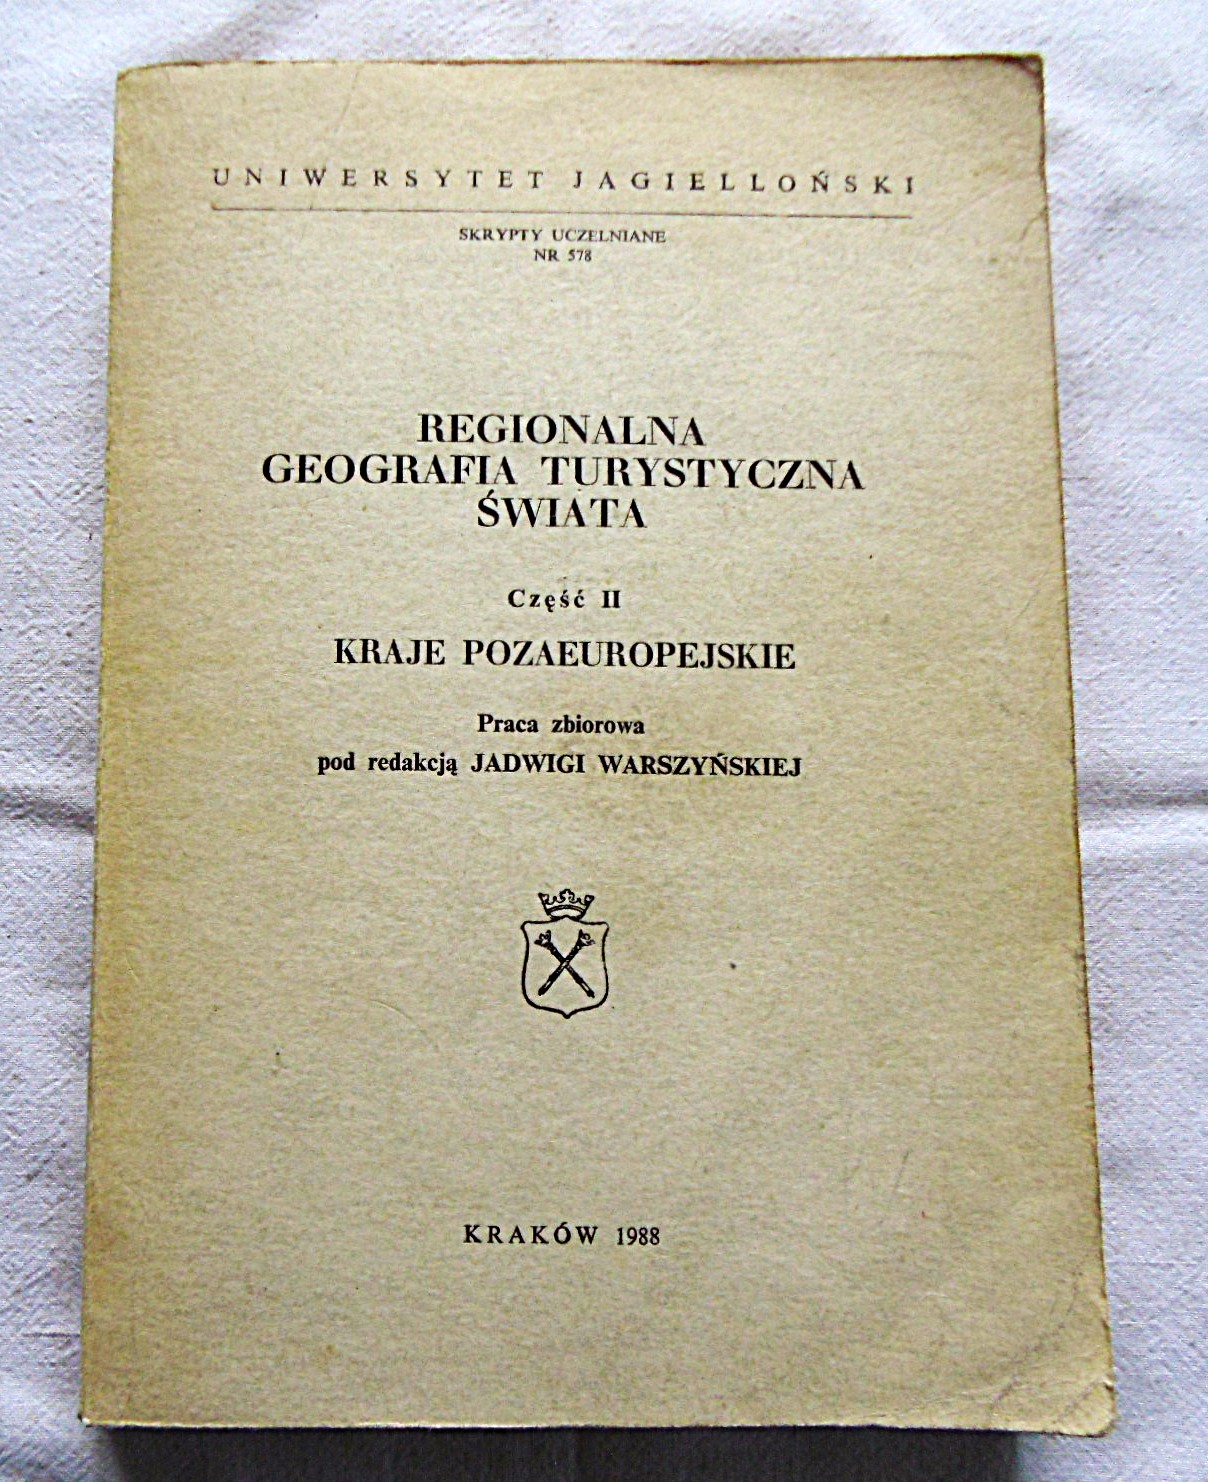 UNIWERSYTET JAGIELLOŃSKI
SKRYPTY UCZELNIANE
NR 578
REGIONALNA
GEOGRAFIA TURYSTYCZNA
ŚWIATA
Część II
KRAJE POZAEUROPEJSKIE
Praca zbiorowa
pod redakcją JADWIGI WARSZYŃSKIEJ
KRAKÓW 1988